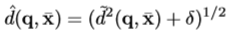 d̂(q, x̄) = (d̃²(q, x̄) + δ)^{1/2}